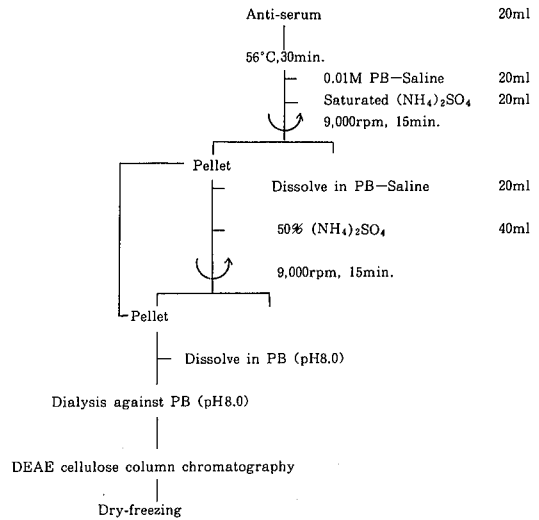 Anti-serum 20ml
56°C,30min.
0.01M PB-Saline 20ml
Saturated (NH₄)₂SO₄ 20ml
9,000rpm, 15min.
Pellet
Dissolve in PB-Saline 20ml
50% (NH₄)₂SO₄ 40ml
9,000rpm, 15min.
Pellet
Dissolve in PB (pH8.0)
Dialysis against PB (pH8.0)
DEAE cellulose column chromatography
Dry-freezing